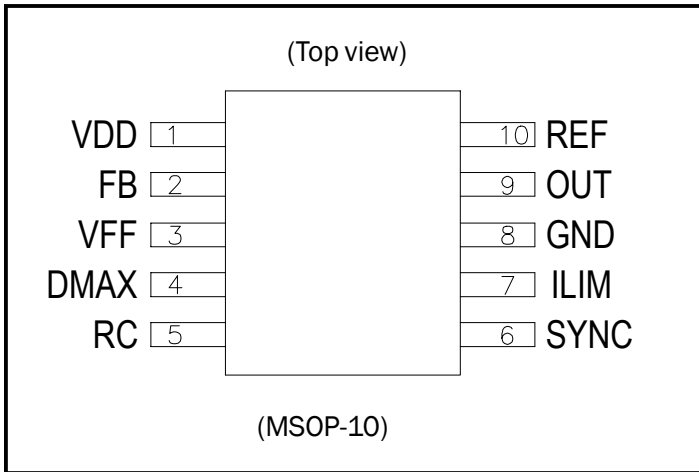 (Top view)
VDD 1 10 REF
FB 2 9 OUT
VFF 3 8 GND
DMAX 4 7 ILIM
RC 5 6 SYNC
(MSOP-10)